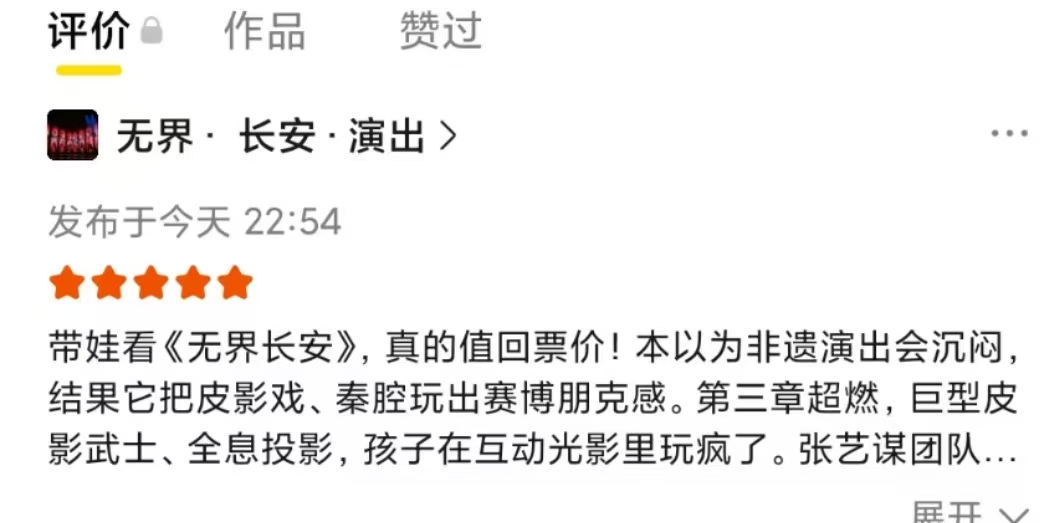 评价 作品 赞过
无界· 长安·演出 >
发布于今天 22:54
带娃看《无界长安》，真的值回票价！本以为非遗演出会沉闷，
结果它把皮影戏、秦腔玩出赛博朋克感。第三章超燃，巨型皮
影武士、全息投影，孩子在互动光影里玩疯了。张艺谋团队...
展开